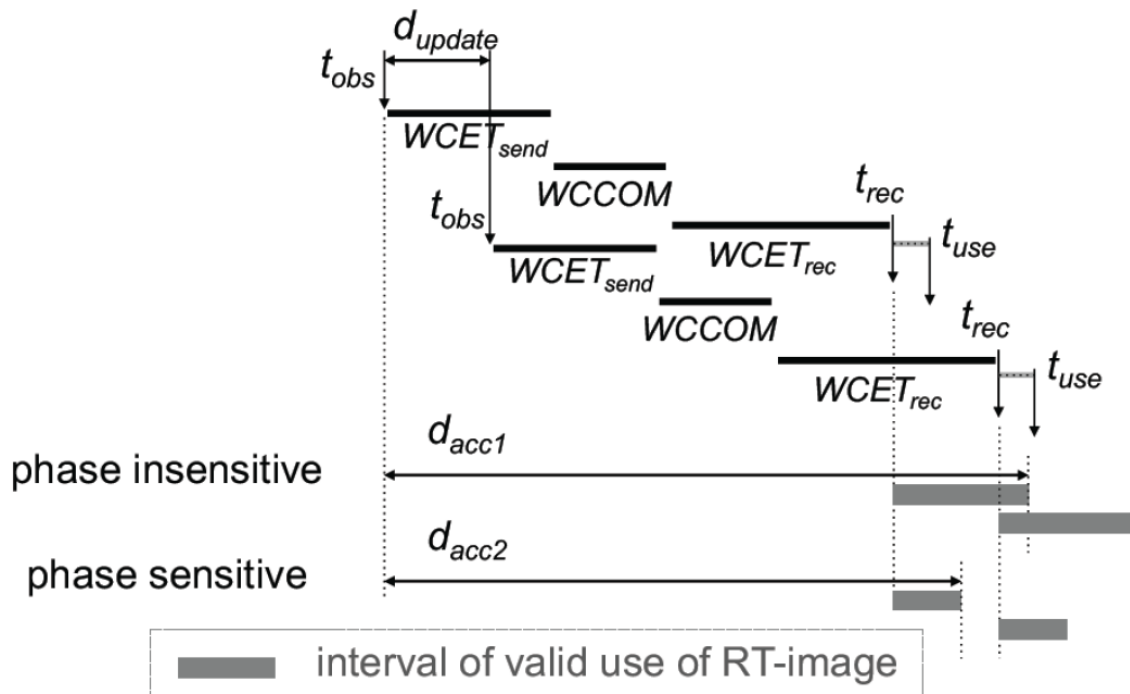 d_update
t_obs
WCET_send
WCCOM
t_rec
t_obs
t_use
WCET_rec
WCET_send
WCCOM
t_rec
t_use
WCET_rec
d_acc1
phase insensitive
d_acc2
phase sensitive
interval of valid use of RT-image